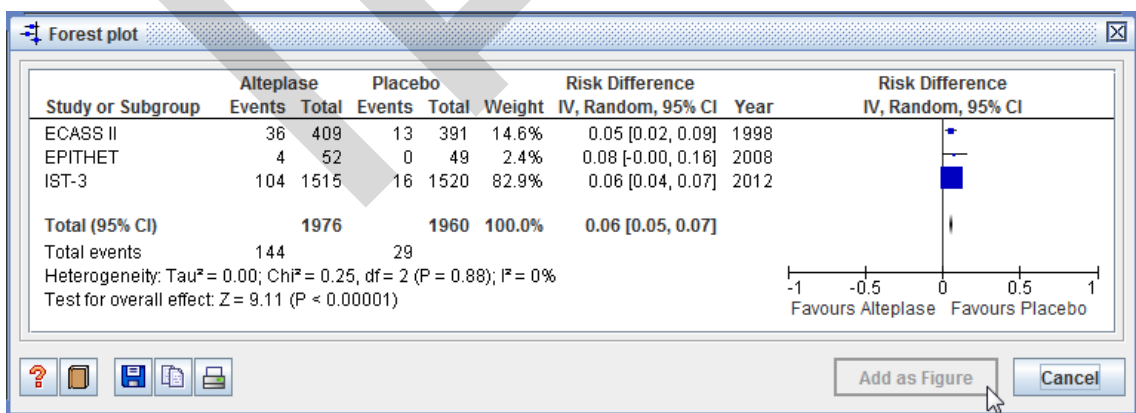 Forest plot
Alteplase Placebo Risk Difference Risk Difference
Study or Subgroup Events Total Events Total Weight IV, Random, 95% CI Year IV, Random, 95% CI
ECASS II 36 409 13 391 14.6% 0.05 [0.02, 0.09] 1998
EPITHET 4 52 0 49 2.4% 0.08 [-0.00, 0.16] 2008
IST-3 104 1515 16 1520 82.9% 0.06 [0.04, 0.07] 2012
Total (95% CI) 1976 1960 100.0% 0.06 [0.05, 0.07]
Total events 144 29
Heterogeneity: Tau² = 0.00; Chi² = 0.25, df = 2 (P = 0.88); I² = 0%
Test for overall effect: Z = 9.11 (P < 0.00001)
-1 -0.5 0 0.5 1
Favours Alteplase Favours Placebo
Add as Figure Cancel